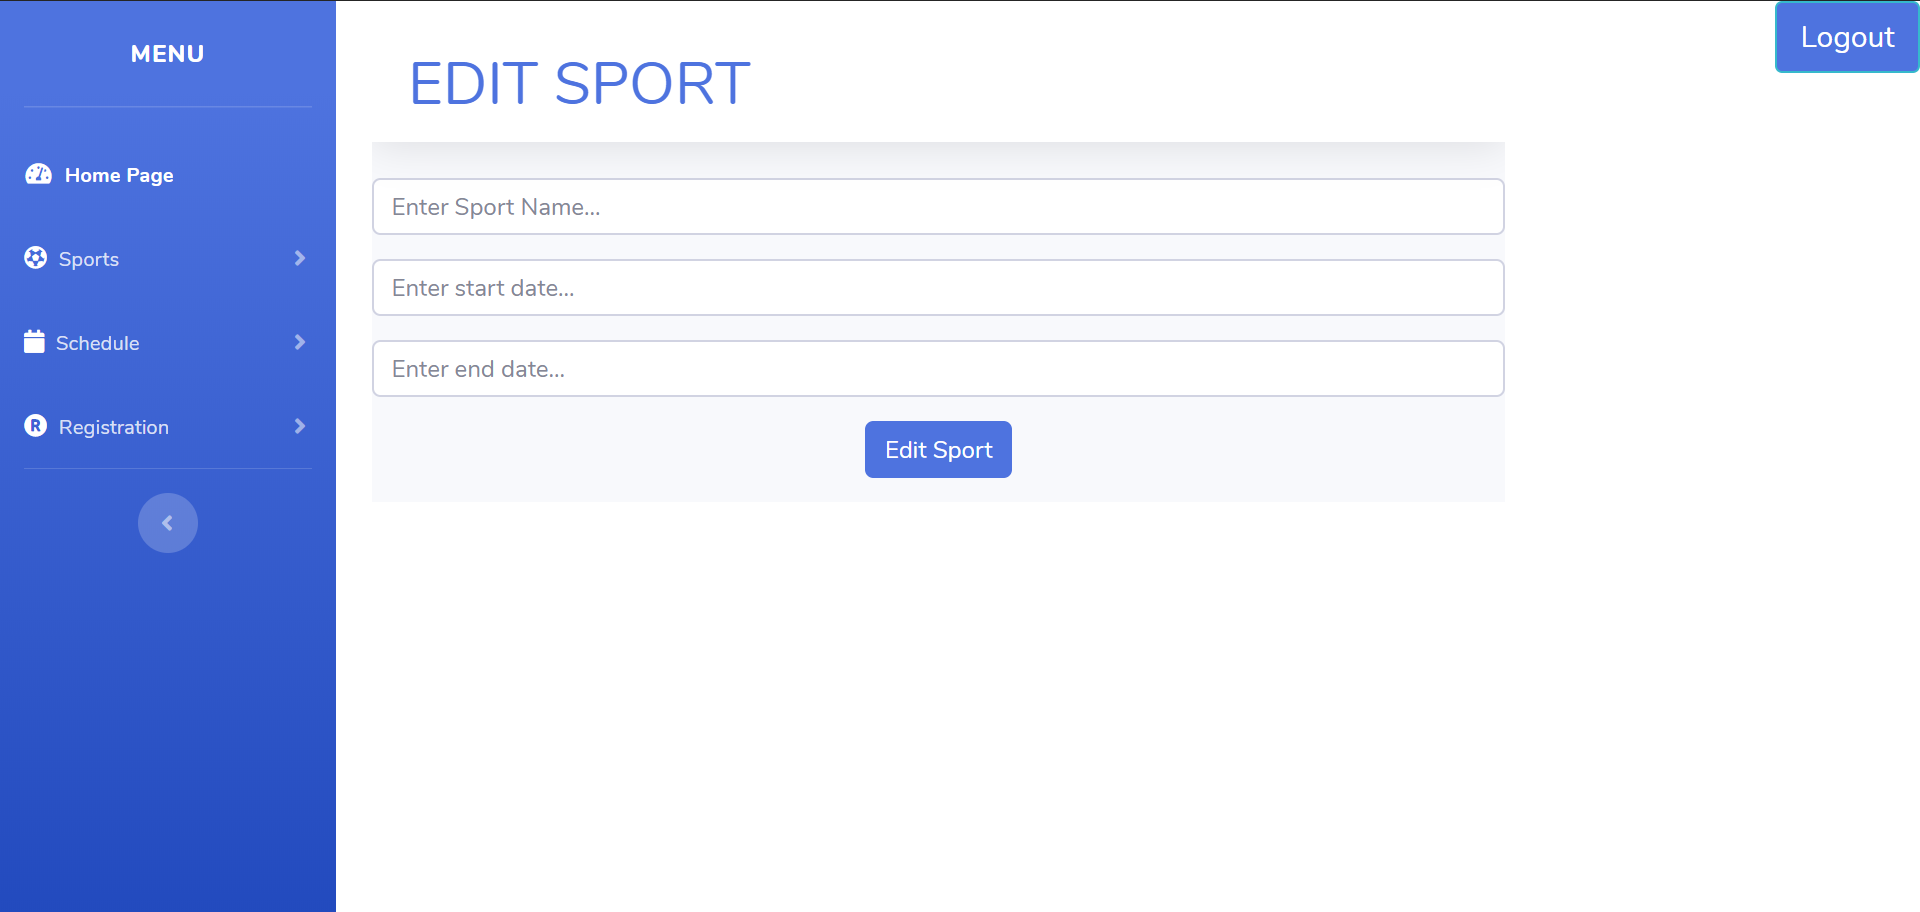 MENU
Home Page
Sports
Schedule
R Registration
Logout
EDIT SPORT
Enter Sport Name...
Enter start date...
Enter end date...
Edit Sport